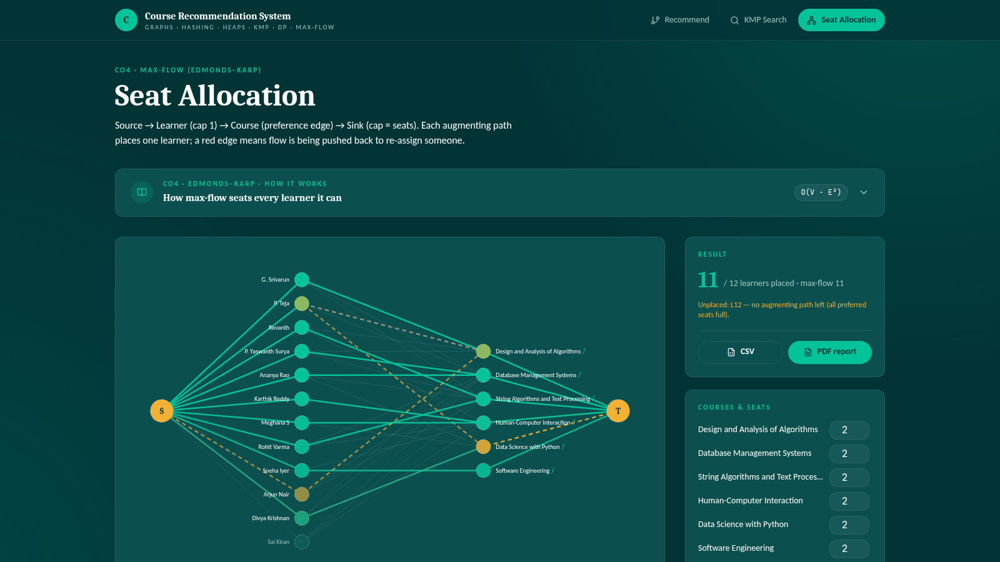 C
Course Recommendation System
GRAPHS · HASHING · HEAPS · KMP · DP · MAX-FLOW
Recommend
KMP Search
Seat Allocation
CO4 · MAX-FLOW (EDMONDS–KARP)
Seat Allocation
Source → Learner (cap 1) → Course (preference edge) → Sink (cap = seats). Each augmenting path
places one learner; a red edge means flow is being pushed back to re-assign someone.
CO4 · EDMONDS–KARP · HOW IT WORKS
How max-flow seats every learner it can
O(V · E²)
G. Srivarun
P. Teja
Revanth
P. Yaswanth Surya
Ananya Rao
Karthik Reddy
Meghana S
Rohit Varma
Sneha Iyer
Arjun Nair
Divya Krishnan
Sai Kiran
S
Design and Analysis of Algorithms /
Database Management Systems /
String Algorithms and Text Processing /
Human-Computer Interaction /
Data Science with Python /
Software Engineering /
T
RESULT
11 / 12 learners placed · max-flow 11
Unplaced: L12 — no augmenting path left (all preferred
seats full).
CSV
PDF report
COURSES & SEATS
Design and Analysis of Algorithms 2
Database Management Systems 2
String Algorithms and Text Proces... 2
Human-Computer Interaction 2
Data Science with Python 2
Software Engineering 2